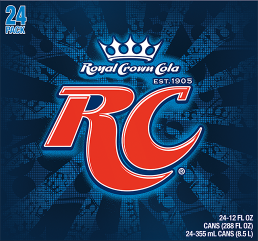 24
PACK
Royal Crown Cola
EST. 1905
RC®
24-12 FL OZ
CANS (288 FL OZ)
24-355 mL CANS (8.5 L)